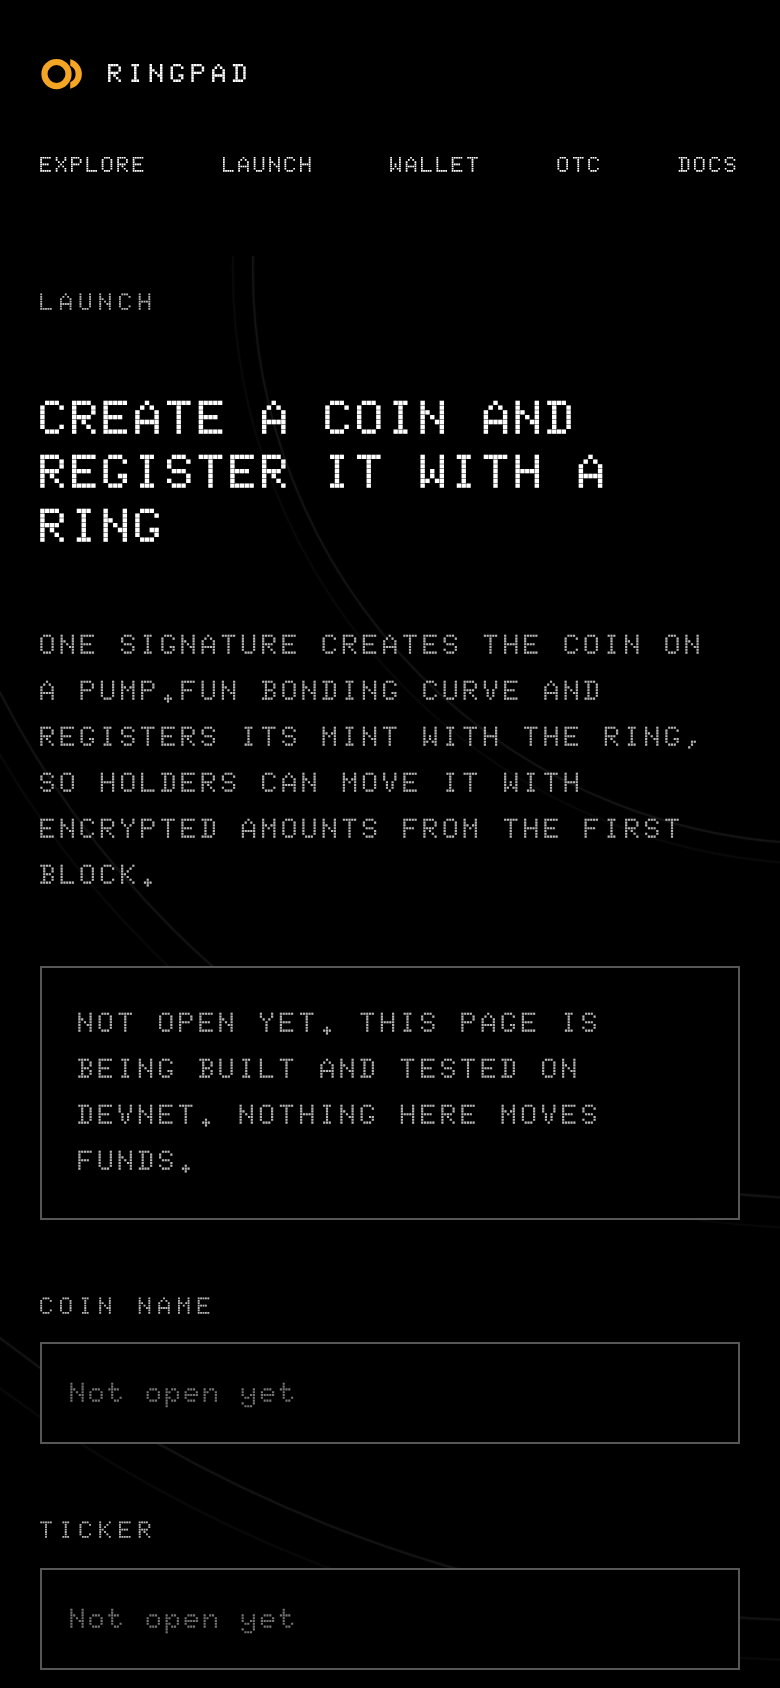 RINGPAD
EXPLORE LAUNCH WALLET OTC DOCS
LAUNCH
CREATE A COIN AND
REGISTER IT WITH A
RING
ONE SIGNATURE CREATES THE COIN ON
A PUMP.FUN BONDING CURVE AND
REGISTERS ITS MINT WITH THE RING,
SO HOLDERS CAN MOVE IT WITH
ENCRYPTED AMOUNTS FROM THE FIRST
BLOCK.
NOT OPEN YET. THIS PAGE IS
BEING BUILT AND TESTED ON
DEVNET. NOTHING HERE MOVES
FUNDS.
COIN NAME
Not open yet
TICKER
Not open yet